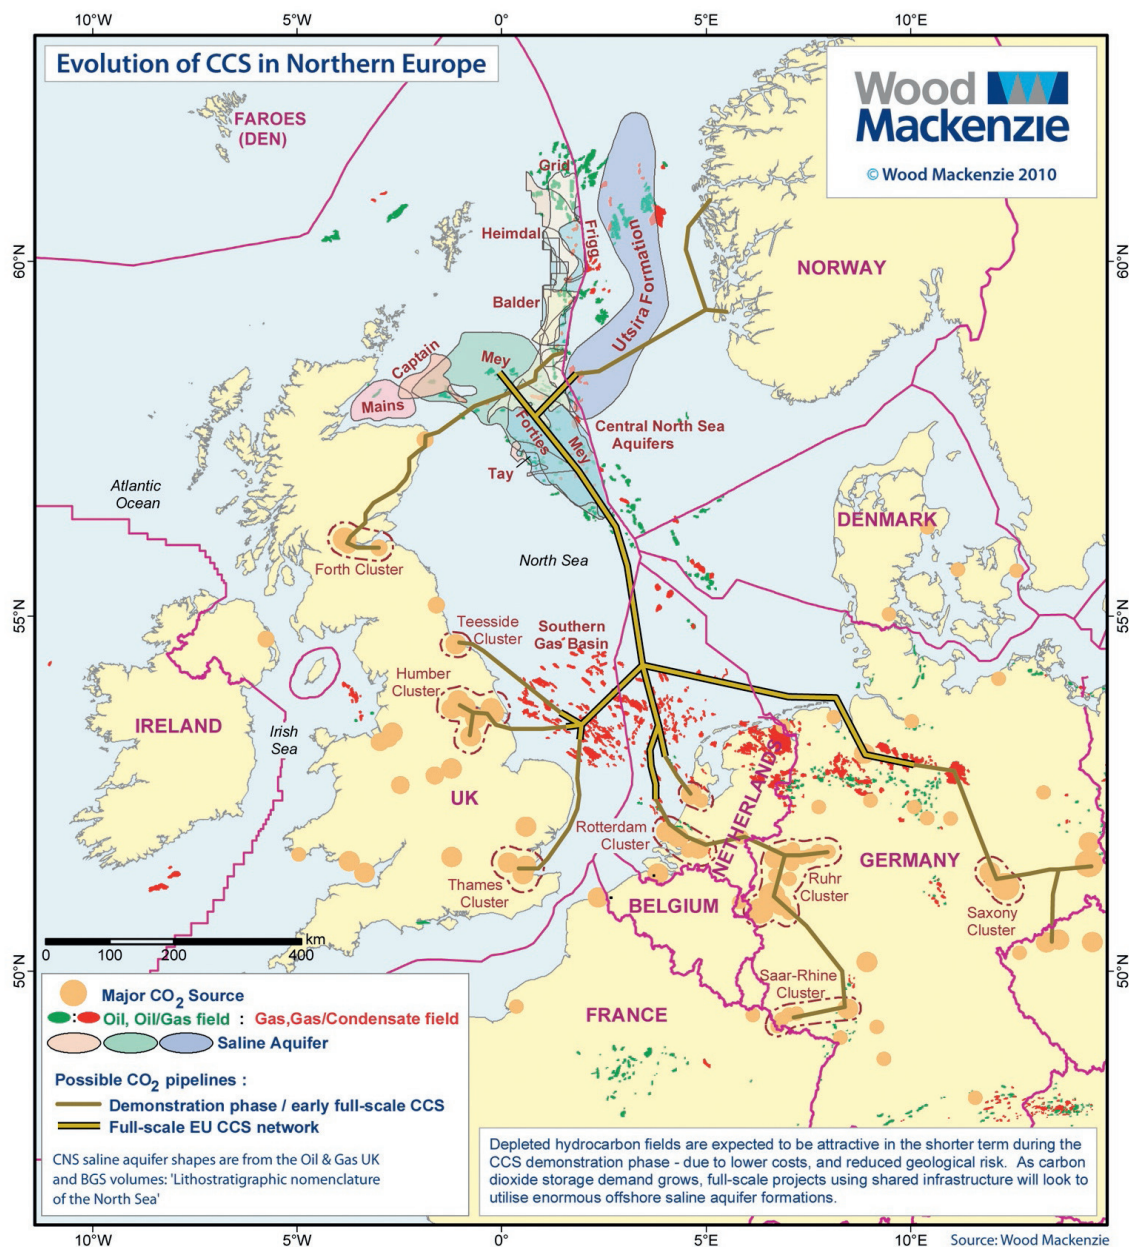 10°W 5°W 0° 5°E 10°E
Evolution of CCS in Northern Europe
Wood
Mackenzie
© Wood Mackenzie 2010
FAROES
(DEN)
Grid
Heimdal
Frigg
60°N
60°N
NORWAY
Utsira Formation
Balder
Captain
Mey
Mains
Forties
Mey
Central North Sea
Aquifers
Tay
Atlantic
Ocean
DENMARK
North Sea
Forth Cluster
55°N
55°N
Teesside
Cluster
Southern
Gas Basin
Humber
Cluster
IRELAND
Irish
Sea
UK
NETHERLANDS
Rotterdam
Cluster
GERMANY
Thames
Cluster
Ruhr
Cluster
BELGIUM
Saxony
Cluster
km
0 100 200 400
50°N
50°N
Saar-Rhine
Cluster
FRANCE
Major CO2 Source
: Oil, Oil/Gas field : Gas,Gas/Condensate field
Saline Aquifer
Possible CO2 pipelines :
Demonstration phase / early full-scale CCS
Full-scale EU CCS network
CNS saline aquifer shapes are from the Oil & Gas UK
and BGS volumes: 'Lithostratigraphic nomenclature
of the North Sea'
Depleted hydrocarbon fields are expected to be attractive in the shorter term during the
CCS demonstration phase - due to lower costs, and reduced geological risk. As carbon
dioxide storage demand grows, full-scale projects using shared infrastructure will look to
utilise enormous offshore saline aquifer formations.
10°W 5°W 0° 5°E 10°E
Source: Wood Mackenzie